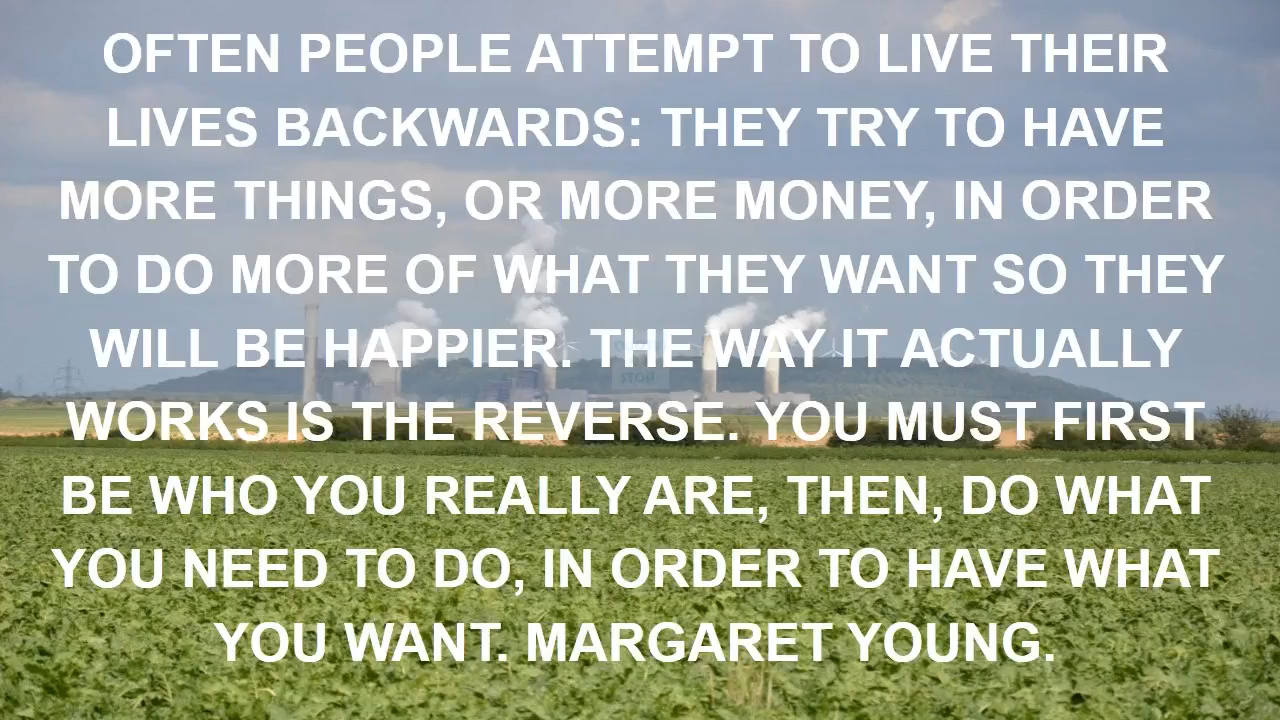 OFTEN PEOPLE ATTEMPT TO LIVE THEIR
LIVES BACKWARDS: THEY TRY TO HAVE
MORE THINGS, OR MORE MONEY, IN ORDER
TO DO MORE OF WHAT THEY WANT SO THEY
WILL BE HAPPIER. THE WAY IT ACTUALLY
WORKS IS THE REVERSE. YOU MUST FIRST
BE WHO YOU REALLY ARE, THEN, DO WHAT
YOU NEED TO DO, IN ORDER TO HAVE WHAT
YOU WANT. MARGARET YOUNG.